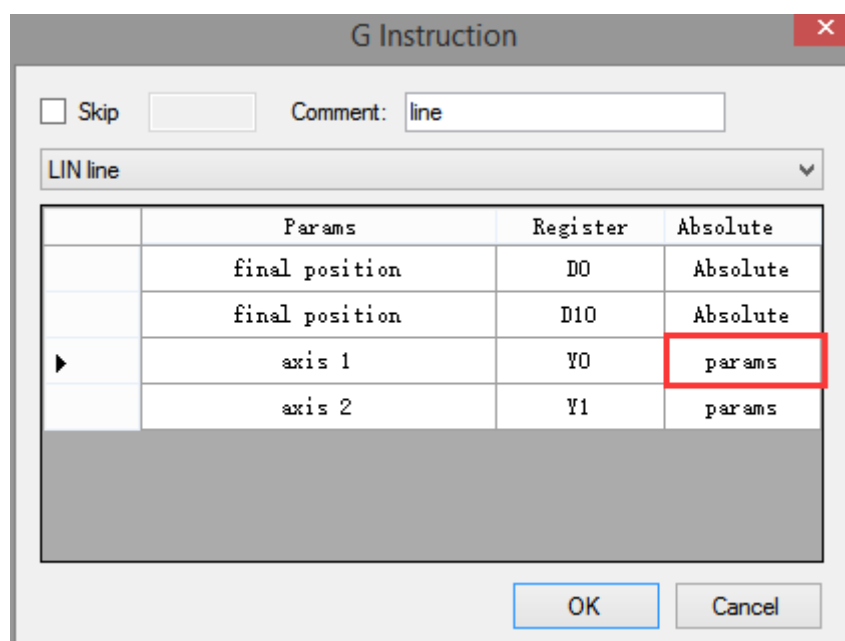 G Instruction
Skip Comment: line
LIN line
Params Register Absolute
final position D0 Absolute
final position D10 Absolute
axis 1 Y0 params
axis 2 Y1 params
OK Cancel